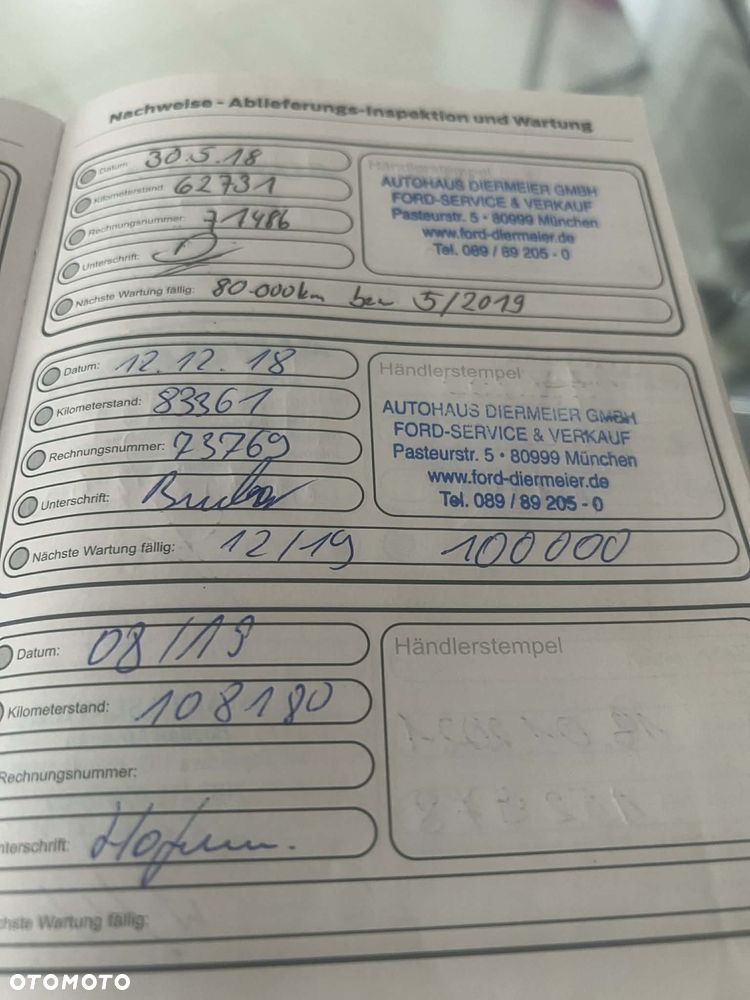 Nachweise - Ablieferungs-Inspektion und Wartung
Datum: 30.5.18
Kilometerstand: 62731
Rechnungsnummer: 71486
Unterschrift:
Nächste Wartung fällig: 80.000km 5/2019
Händlerstempel
AUTOHAUS DIERMEIER GMBH
FORD-SERVICE & VERKAUF
Pasteurstr. 5 • 80999 München
www.ford-diermeier.de
Tel. 089 / 89 205 - 0
Datum: 12.12.18
Kilometerstand: 83361
Rechnungsnummer: 73769
Unterschrift:
Nächste Wartung fällig: 12/19 100000
Händlerstempel
AUTOHAUS DIERMEIER GMBH
FORD-SERVICE & VERKAUF
Pasteurstr. 5 • 80999 München
www.ford-diermeier.de
Tel. 089 / 89 205 - 0
Datum: 08/19
Kilometerstand: 108180
Rechnungsnummer:
nterschrift:
chste Wartung fällig:
Händlerstempel
OTOMOTO